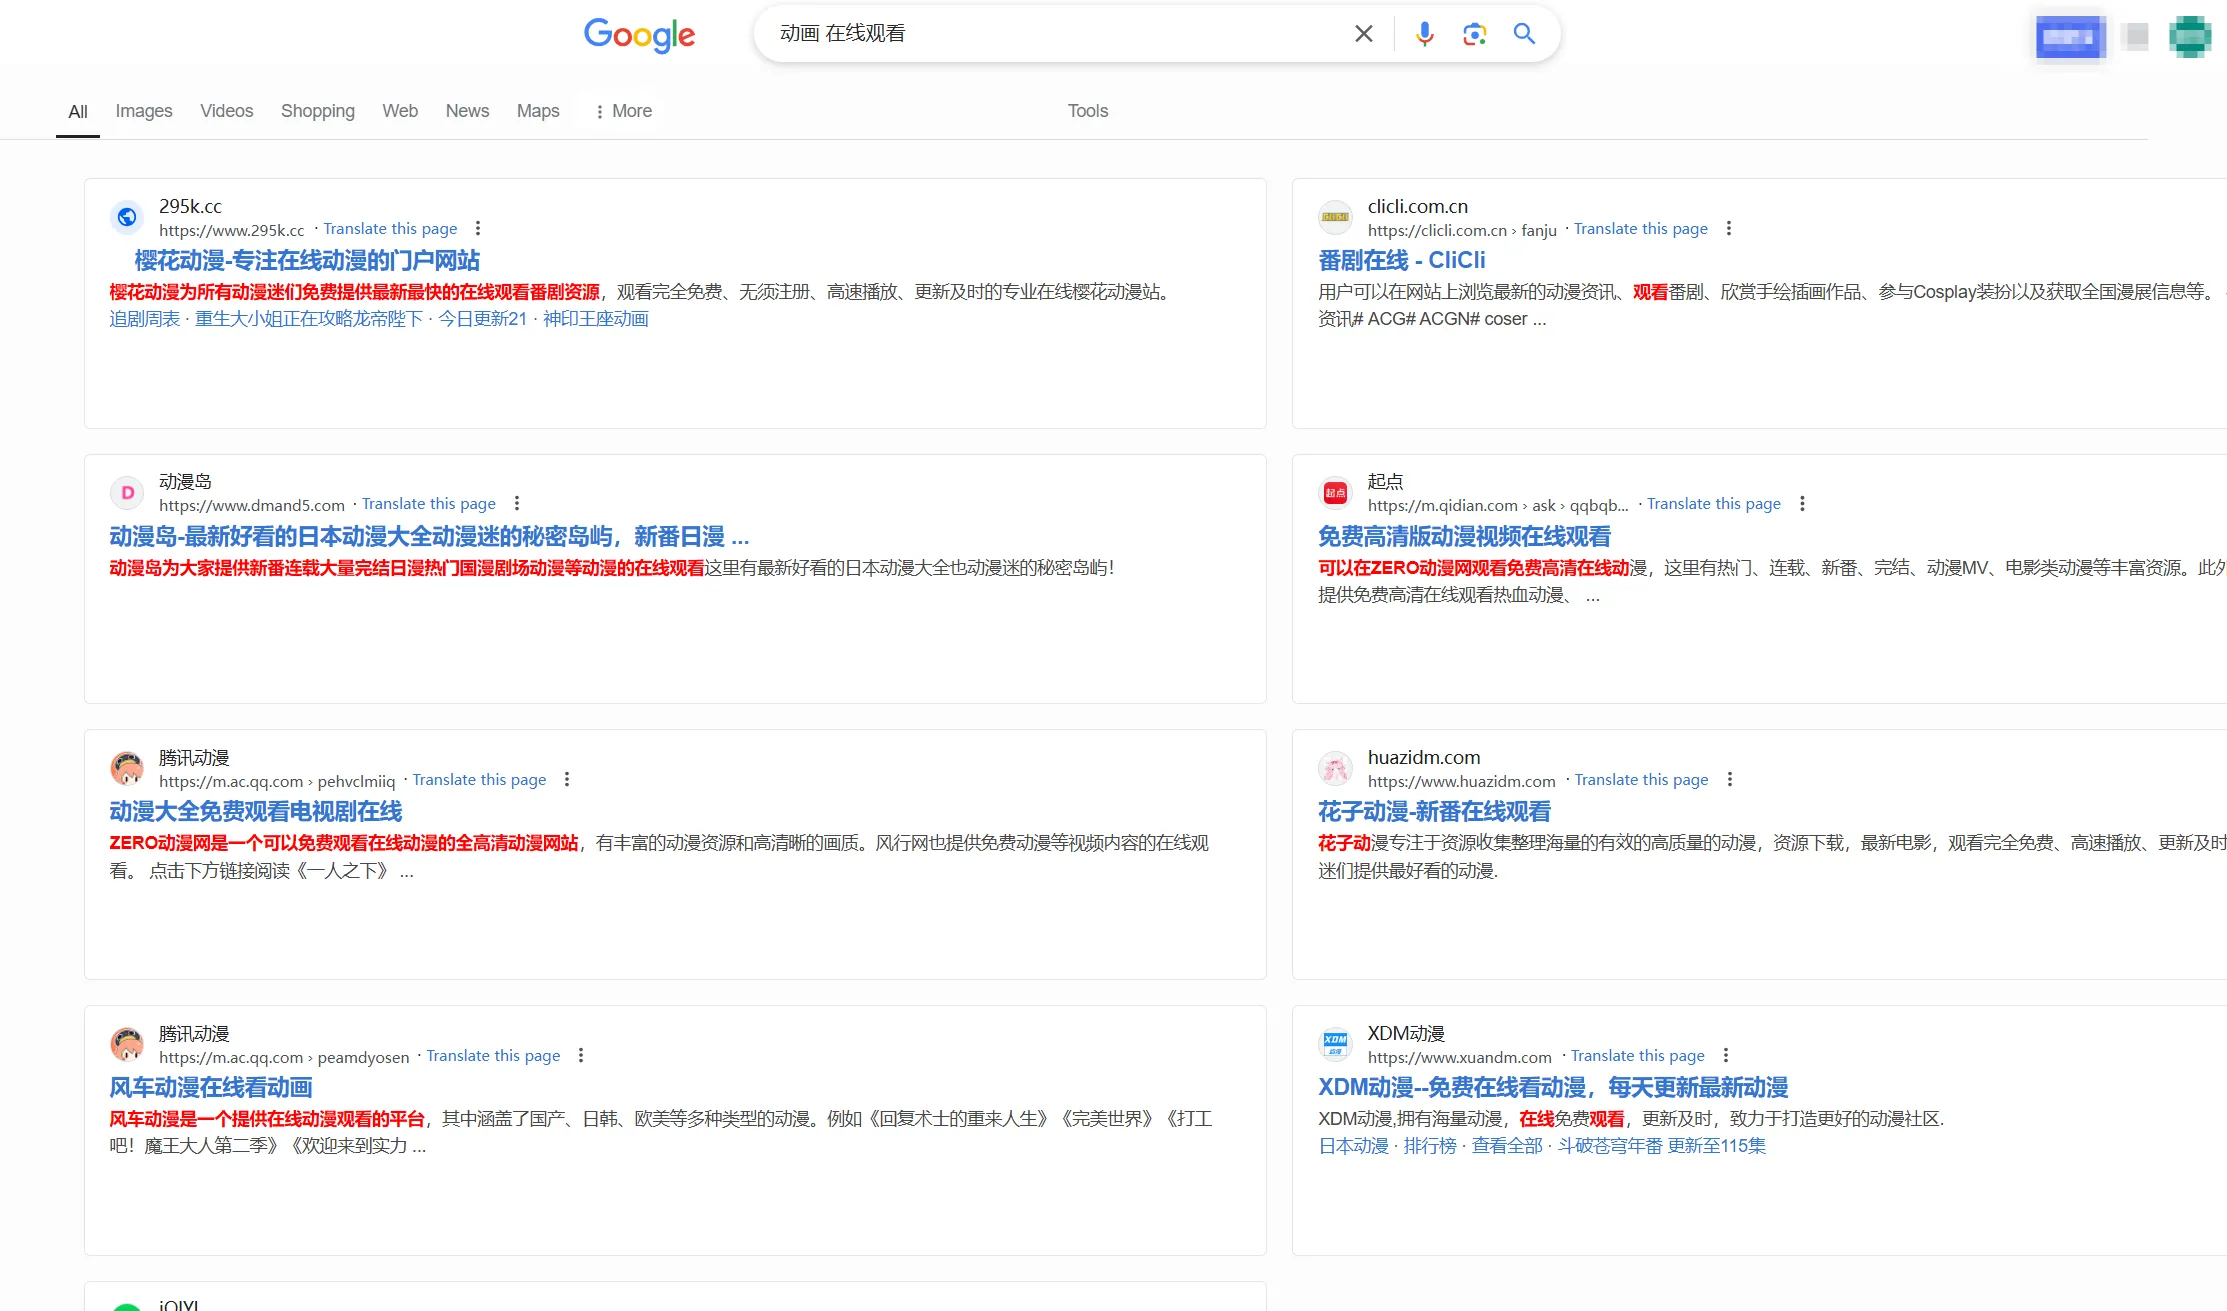 Google
动画 在线观看
All Images Videos Shopping Web News Maps More Tools
295k.cc
https://www.295k.cc · Translate this page
樱花动漫-专注在线动漫的门户网站
樱花动漫为所有动漫迷们免费提供最新最快的在线观看番剧资源，观看完全免费、无须注册、高速播放、更新及时的专业在线樱花动漫站。
追剧周表 · 重生大小姐正在攻略龙帝陛下 · 今日更新21 · 神印王座动画
clicli.com.cn
https://clicli.com.cn › fanju · Translate this page
番剧在线 - CliCli
用户可以在网站上浏览最新的动漫资讯、观看番剧、欣赏手绘插画作品、参与Cosplay装扮以及获取全国漫展信息等。
资讯# ACG# ACGN# coser ...
动漫岛
https://www.dmand5.com · Translate this page
动漫岛-最新好看的日本动漫大全动漫迷的秘密岛屿，新番日漫 ...
动漫岛为大家提供新番连载大量完结日漫热门国漫剧场动漫等动漫的在线观看这里有最新好看的日本动漫大全也动漫迷的秘密岛屿！
起点
https://m.qidian.com › ask › qqbqb... · Translate this page
免费高清版动漫视频在线观看
可以在ZERO动漫网观看免费高清在线动漫，这里有热门、连载、新番、完结、动漫MV、电影类动漫等丰富资源。此外
提供免费高清在线观看热血动漫、 ...
腾讯动漫
https://m.ac.qq.com › pehvclmiiq · Translate this page
动漫大全免费观看电视剧在线
ZERO动漫网是一个可以免费观看在线动漫的全高清动漫网站，有丰富的动漫资源和高清晰的画质。风行网也提供免费动漫等视频内容的在线观
看。 点击下方链接阅读《一人之下》 ...
huazidm.com
https://www.huazidm.com · Translate this page
花子动漫-新番在线观看
花子动漫专注于资源收集整理海量的有效的高质量的动漫，资源下载，最新电影，观看完全免费、高速播放、更新及时
迷们提供最好看的动漫.
腾讯动漫
https://m.ac.qq.com › peamdyosen · Translate this page
风车动漫在线看动画
风车动漫是一个提供在线动漫观看的平台，其中涵盖了国产、日韩、欧美等多种类型的动漫。例如《回复术士的重来人生》《完美世界》《打工
吧！魔王大人第二季》《欢迎来到实力 ...
XDM动漫
https://www.xuandm.com · Translate this page
XDM动漫--免费在线看动漫，每天更新最新动漫
XDM动漫,拥有海量动漫，在线免费观看，更新及时，致力于打造更好的动漫社区.
日本动漫 · 排行榜 · 查看全部 · 斗破苍穹年番 更新至115集
iQIYI